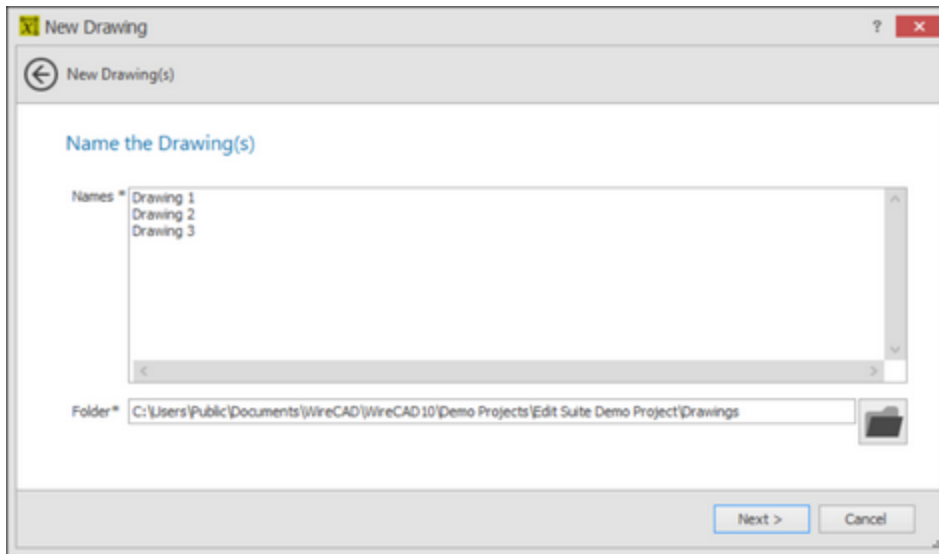 New Drawing
?
New Drawing(s)
Name the Drawing(s)
Names *
Drawing 1
Drawing 2
Drawing 3
Folder*
C:\Users\Public\Documents\WireCAD\WireCAD10\Demo Projects\Edit Suite Demo Project\Drawings
Next >
Cancel